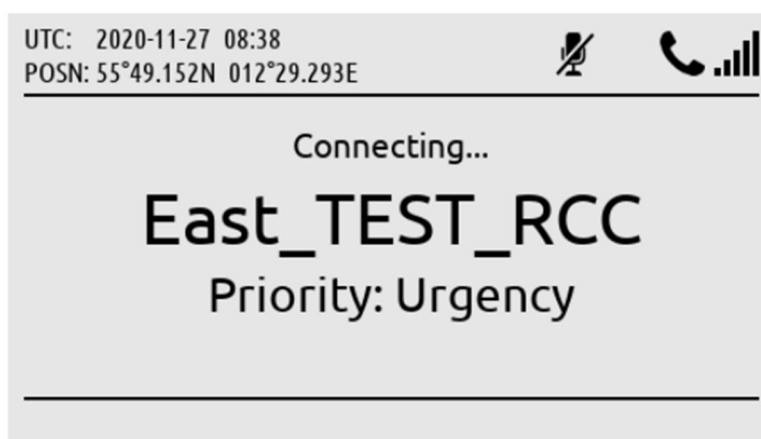 UTC: 2020-11-27 08:38
POSN: 55°49.152N 012°29.293E
Connecting...
East_TEST_RCC
Priority: Urgency